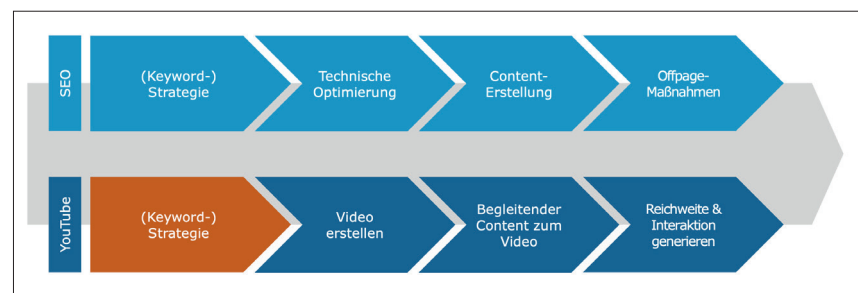 SEO
(Keyword-)
Strategie
Technische
Optimierung
Content-
Erstellung
Offpage-
Maßnahmen
YouTube
(Keyword-)
Strategie
Video
erstellen
Begleitender
Content zum
Video
Reichweite &
Interaktion
generieren